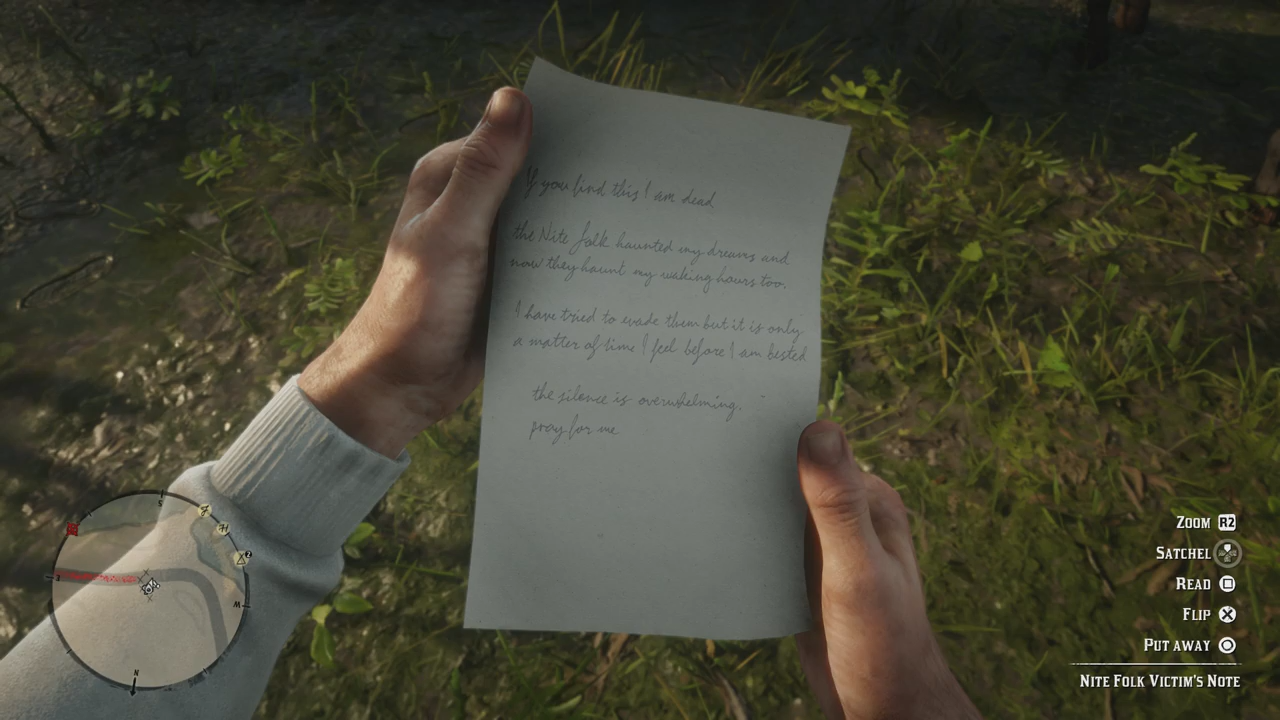 If you find this I am dead
the Nite folk haunted my dreams and
now they haunt my waking hours too.
I have tried to evade them but it is only
a matter of time I feel before I am bested
the silence is overwhelming.
pray for me
ZOOM R2
SATCHEL
READ
FLIP
PUT AWAY
NITE FOLK VICTIM'S NOTE
S
W
N